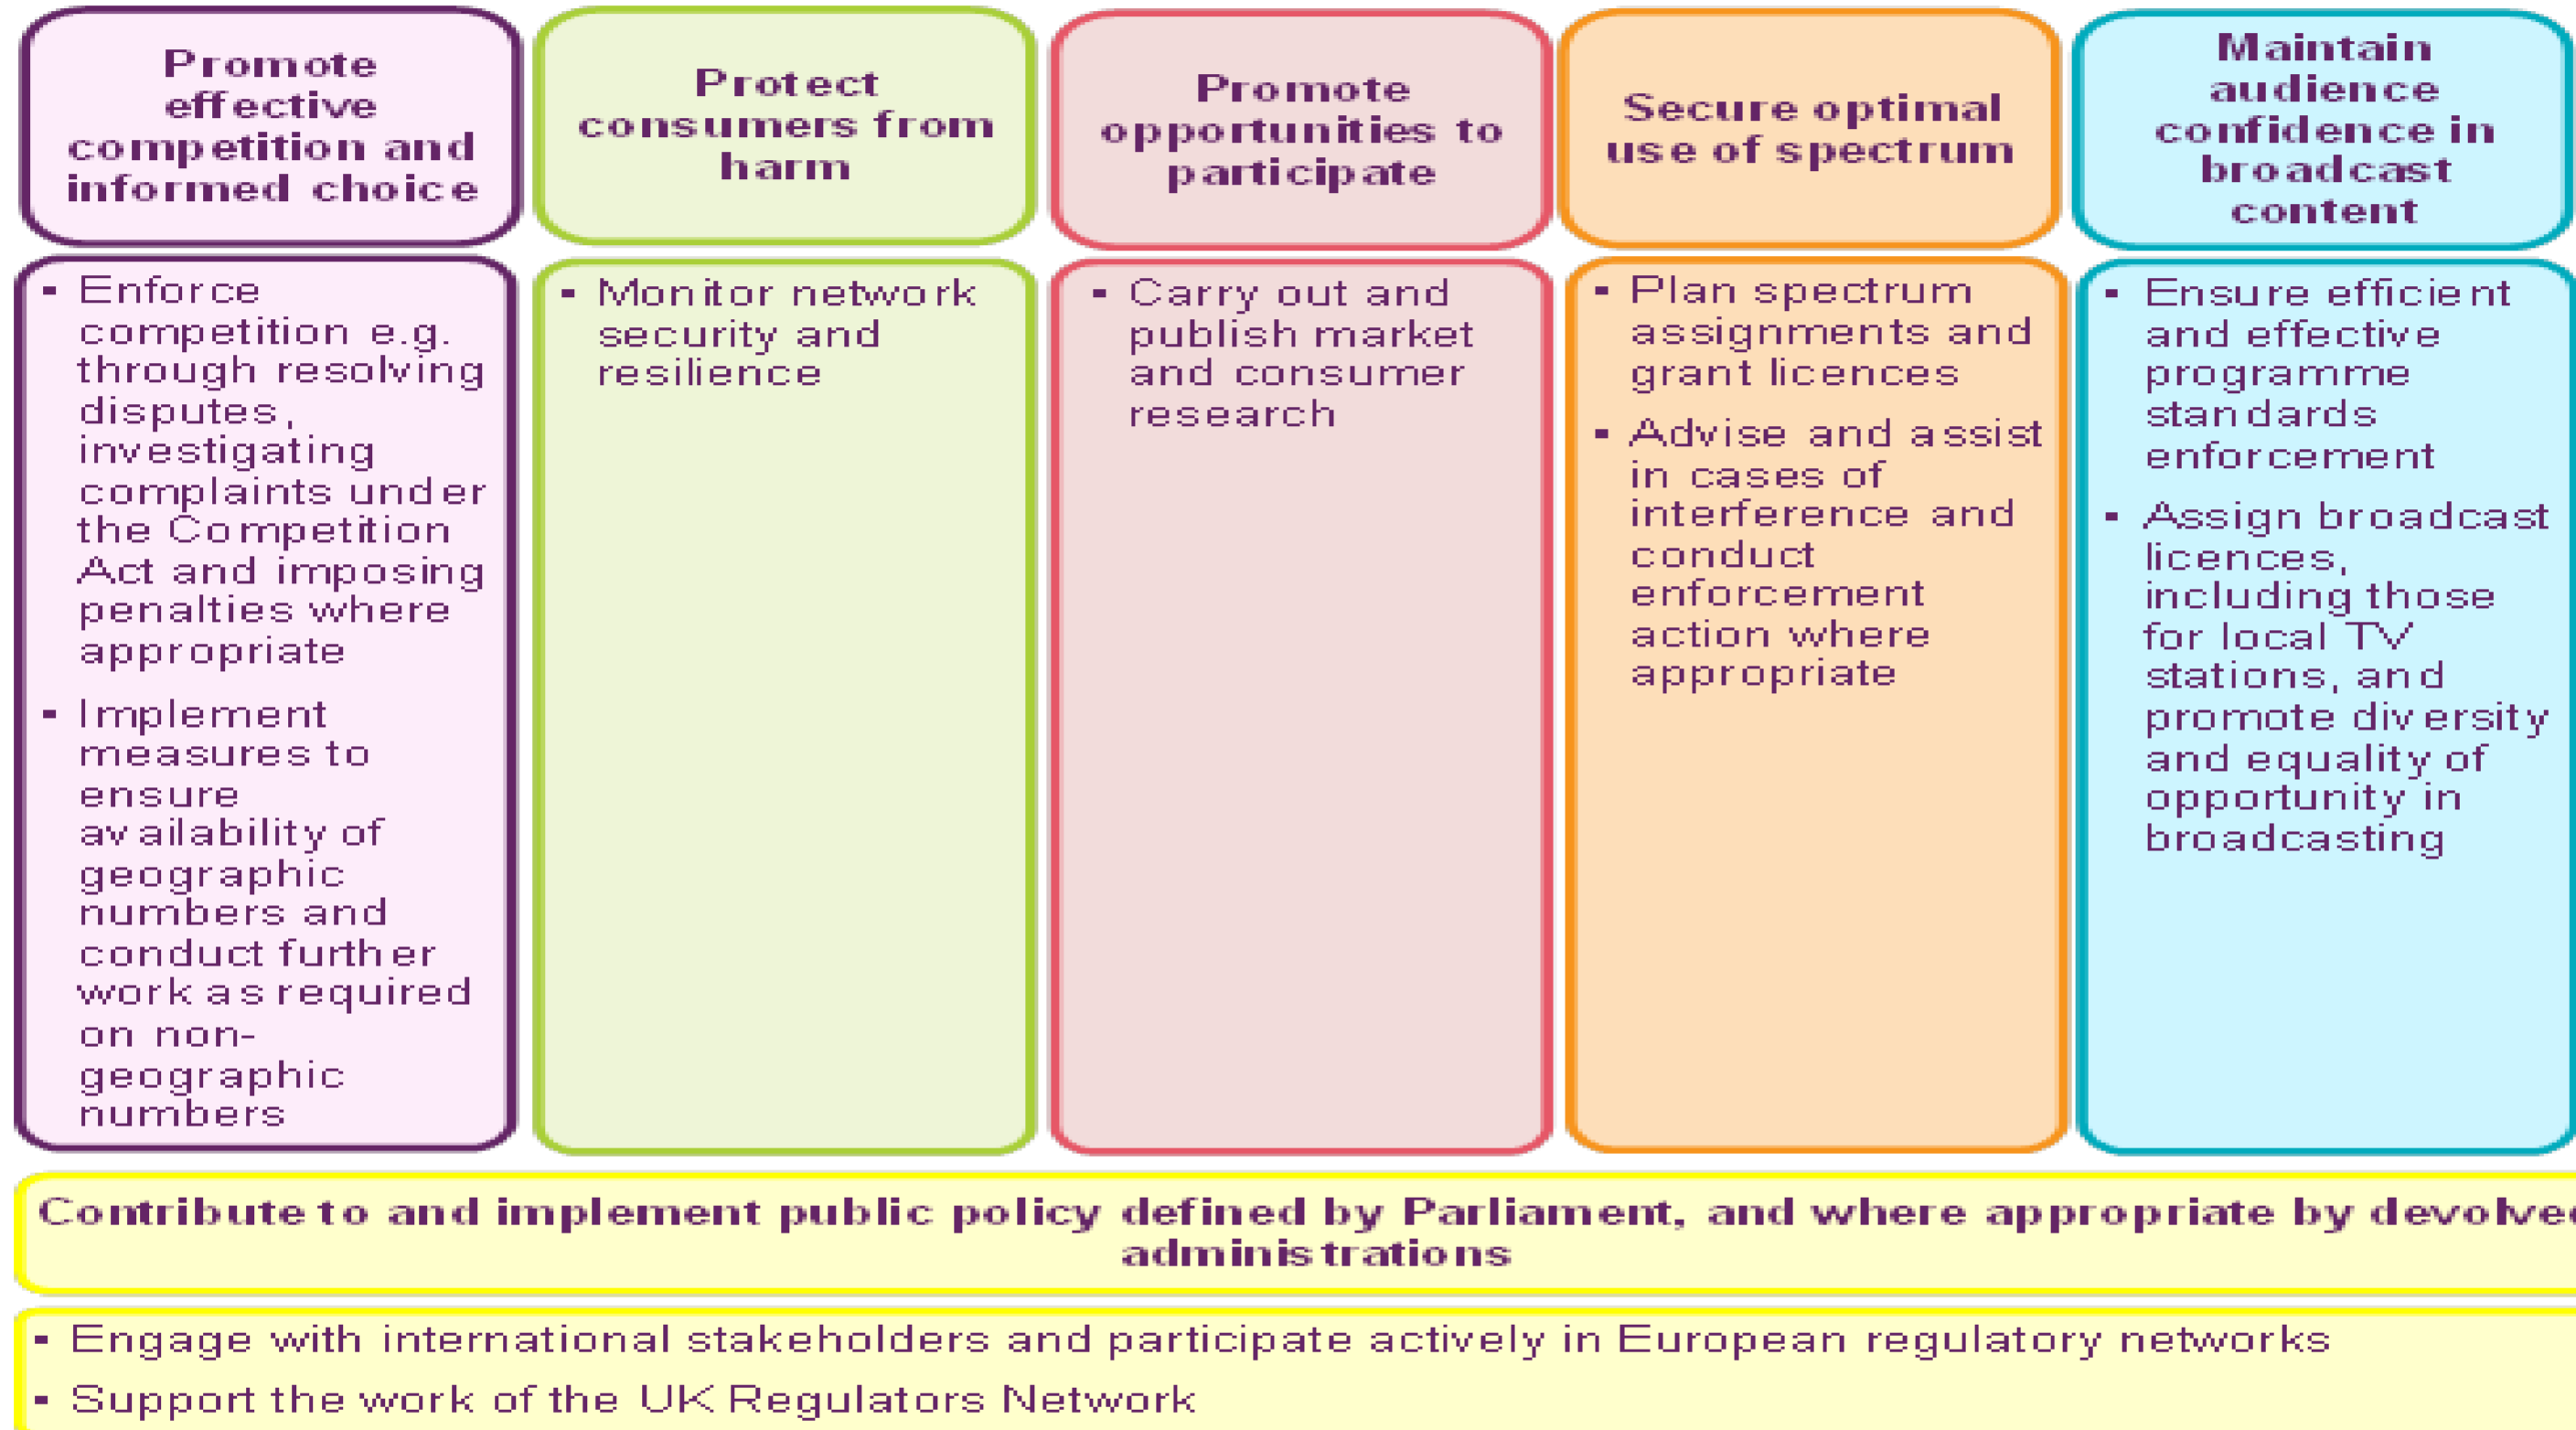 Promote
effective
competition and
informed choice
Protect
consumers from
harm
Promote
opportunities to
participate
Secure optimal
use of spectrum
Maintain
audience
confidence in
broadcast
content
▪ Enforce
competition e.g.
through resolving
disputes,
investigating
complaints under
the Competition
Act and imposing
penalties where
appropriate
▪ Implement
measures to
ensure
availability of
geographic
numbers and
conduct further
work as required
on non-
geographic
numbers
▪ Monitor network
security and
resilience
▪ Carry out and
publish market
and consumer
research
▪ Plan spectrum
assignments and
grant licences
▪ Advise and assist
in cases of
interference and
conduct
enforcement
action where
appropriate
▪ Ensure efficient
and effective
programme
standards
enforcement
▪ Assign broadcast
licences,
including those
for local TV
stations, and
promote diversity
and equality of
opportunity in
broadcasting
Contribute to and implement public policy defined by Parliament, and where appropriate by devolve
administrations
▪ Engage with international stakeholders and participate actively in European regulatory networks
▪ Support the work of the UK Regulators Network